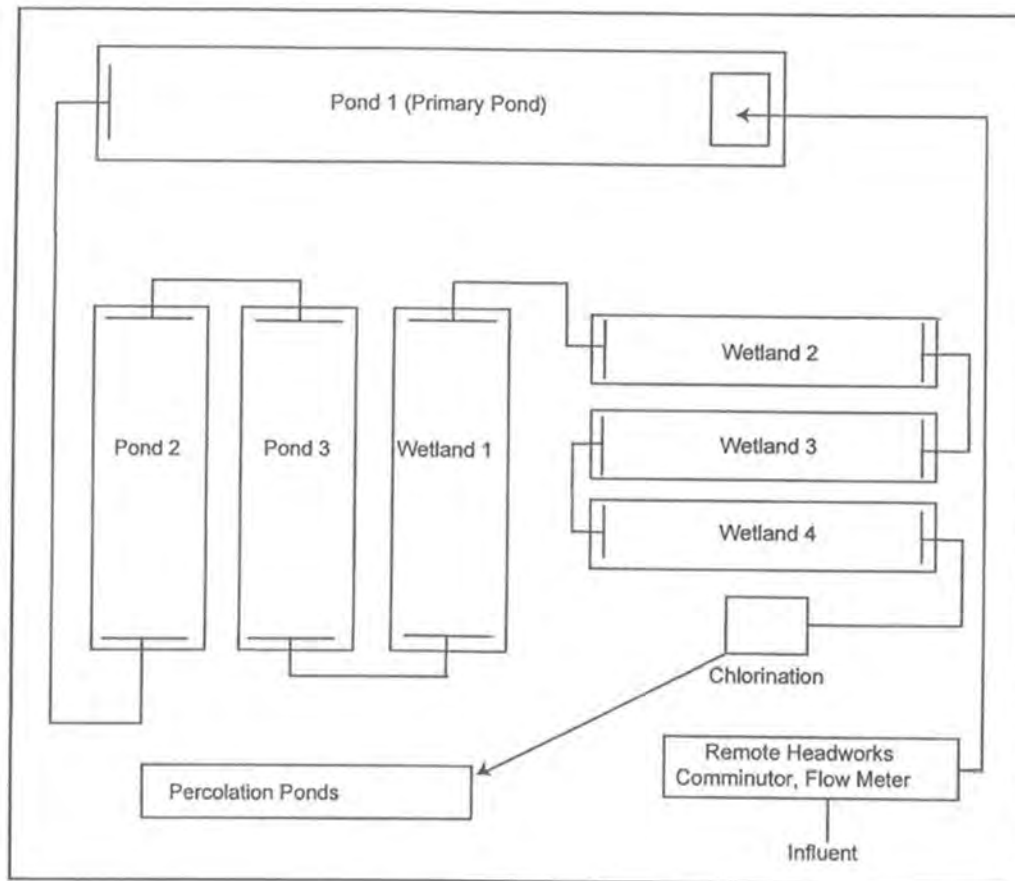 Pond 1 (Primary Pond)
Pond 2
Pond 3
Wetland 1
Wetland 2
Wetland 3
Wetland 4
Chlorination
Remote Headworks
Comminutor, Flow Meter
Percolation Ponds
Influent